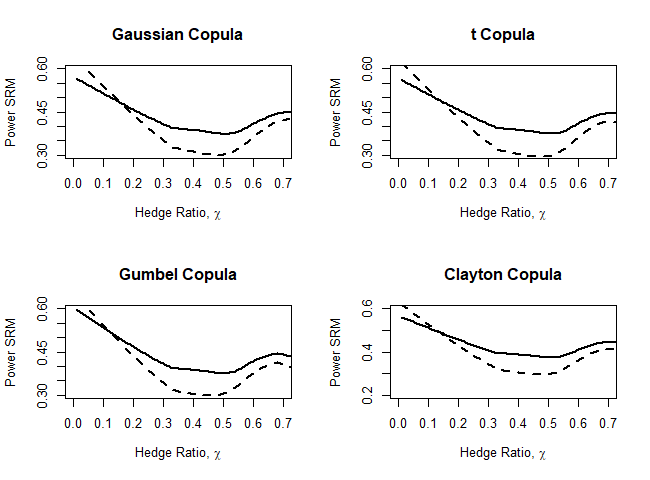 Gaussian Copula
Power SRM
0.30 0.45 0.60
0.0 0.1 0.2 0.3 0.4 0.5 0.6 0.7
Hedge Ratio, χ
t Copula
Power SRM
0.30 0.45 0.60
0.0 0.1 0.2 0.3 0.4 0.5 0.6 0.7
Hedge Ratio, χ
Gumbel Copula
Power SRM
0.30 0.45 0.60
0.0 0.1 0.2 0.3 0.4 0.5 0.6 0.7
Hedge Ratio, χ
Clayton Copula
Power SRM
0.2 0.4 0.6
0.0 0.1 0.2 0.3 0.4 0.5 0.6 0.7
Hedge Ratio, χ